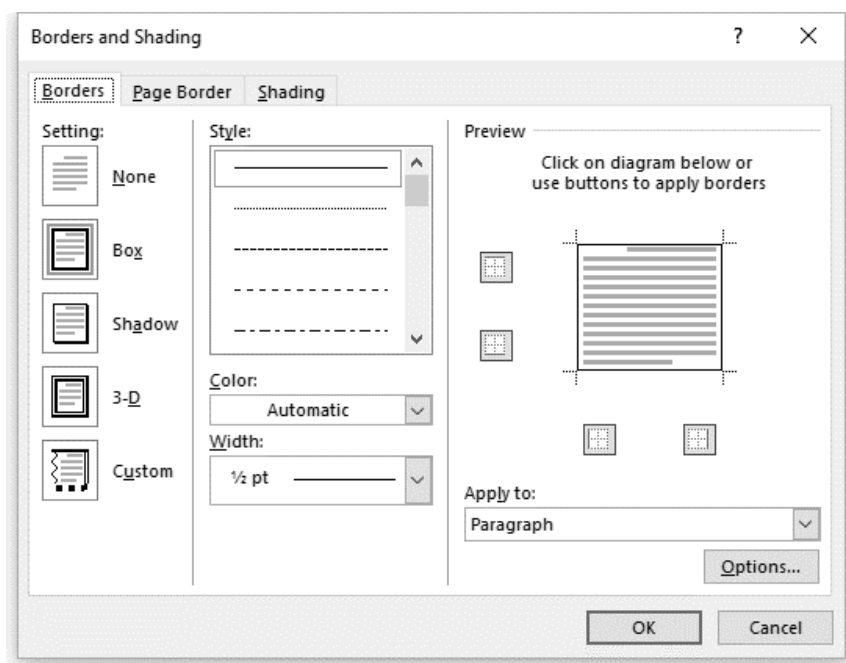 Borders and Shading
?
Borders
Page Border
Shading
Setting:
None
Box
Shadow
3-D
Custom
Style:
Color:
Automatic
Width:
½ pt
Preview
Click on diagram below or
use buttons to apply borders
Apply to:
Paragraph
Options...
OK
Cancel